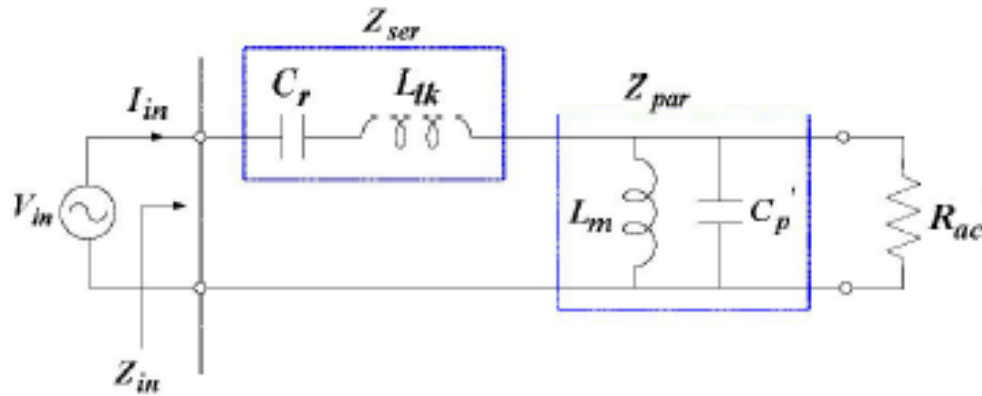 Z_ser
C_r
L_lk
I_in
Z_par
V_in
L_m
C_p'
R_ac
Z_in